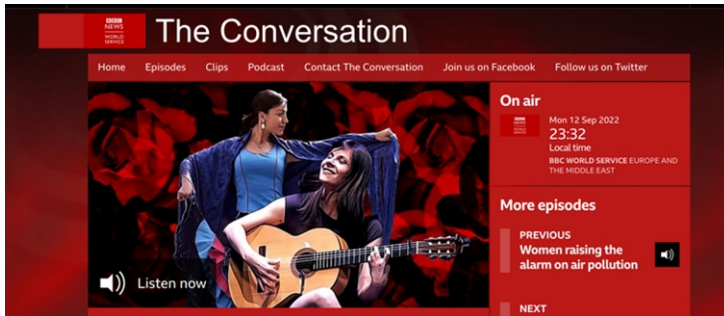 BBC
NEWS
WORLD
SERVICE
The Conversation
Home Episodes Clips Podcast Contact The Conversation Join us on Facebook Follow us on Twitter
Listen now
On air
Mon 12 Sep 2022
23:32
Local time
BBC WORLD SERVICE EUROPE AND
THE MIDDLE EAST
More episodes
PREVIOUS
Women raising the
alarm on air pollution
NEXT